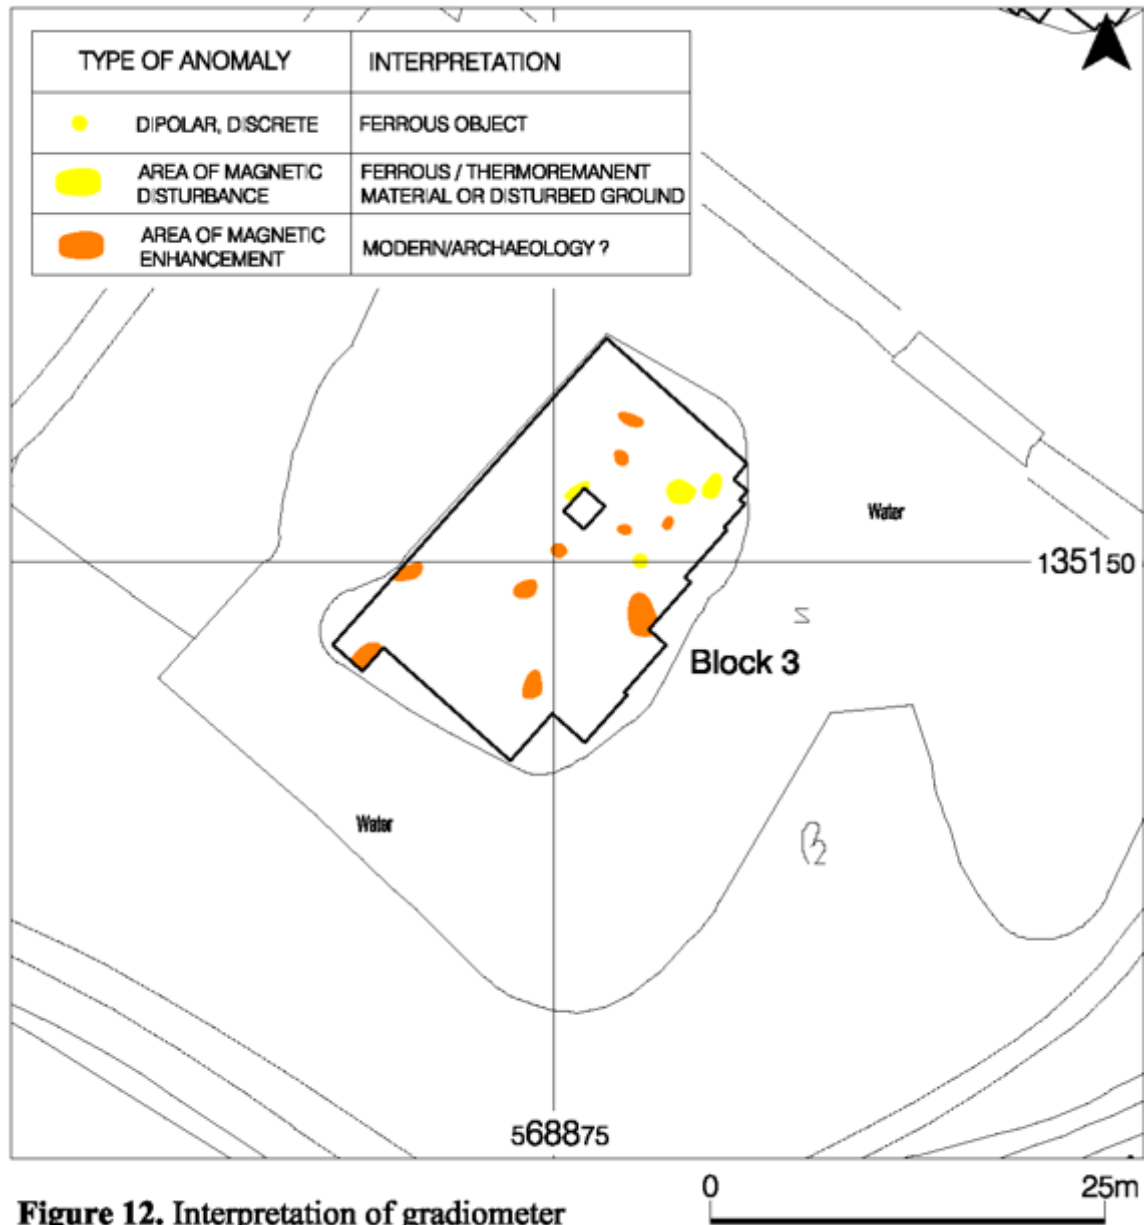 TYPE OF ANOMALY
INTERPRETATION
DIPOLAR, DISCRETE
FERROUS OBJECT
AREA OF MAGNETIC
DISTURBANCE
FERROUS / THERMOREMANENT
MATERIAL OR DISTURBED GROUND
AREA OF MAGNETIC
ENHANCEMENT
MODERN/ARCHAEOLOGY ?
Water
135150
Block 3
Water
568875
0
25m
Figure 12. Interpretation of gradiometer